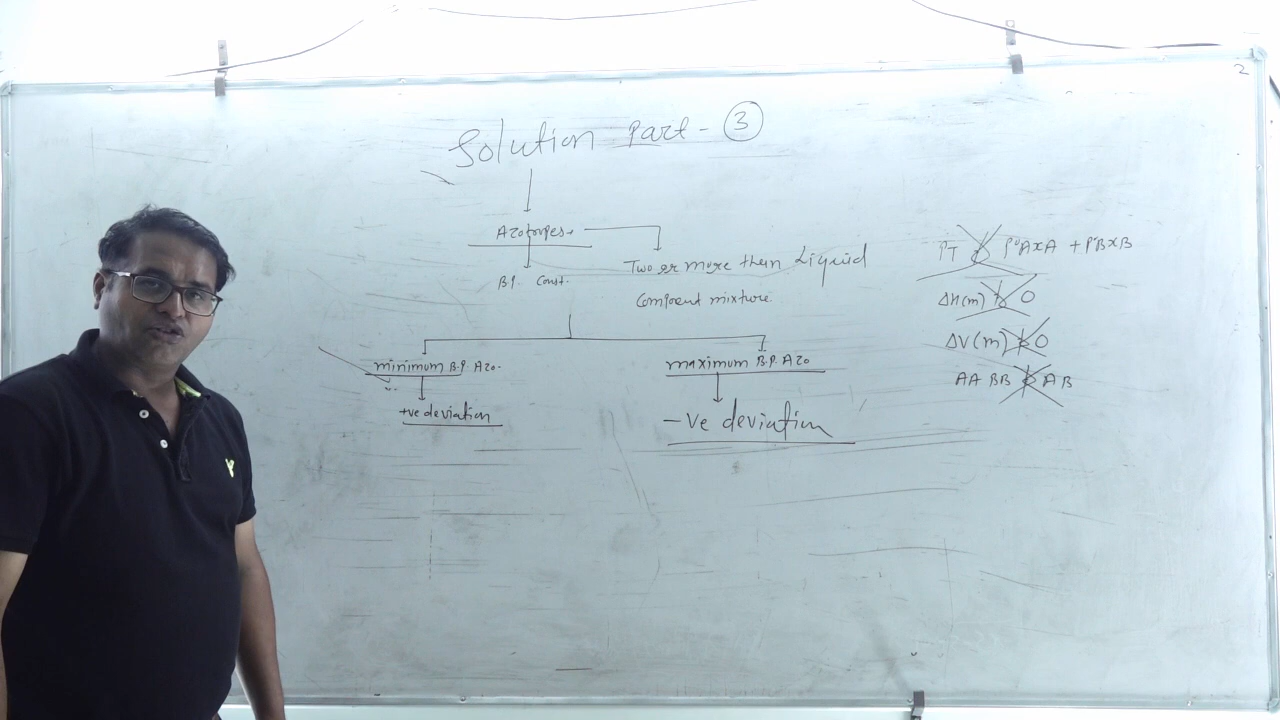 Solution Part - 3
Azotropes
B.P. Const.
Two or more then Liquid
Component mixture.
minimum B.P. Azo.
+ve deviation
maximum B.P. Azo
-ve deviation
PT = P°AxA + P°BxB
ΔH(m) = 0
ΔV(m) = 0
AA BB = AB
2